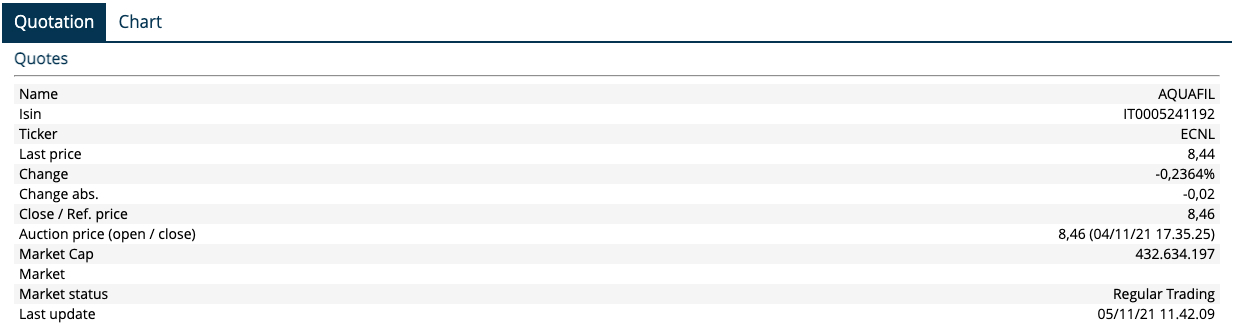 Quotation Chart
Quotes
Name AQUAFIL
Isin IT0005241192
Ticker ECNL
Last price 8,44
Change -0,2364%
Change abs. -0,02
Close / Ref. price 8,46
Auction price (open / close) 8,46 (04/11/21 17.35.25)
Market Cap 432.634.197
Market
Market status Regular Trading
Last update 05/11/21 11.42.09